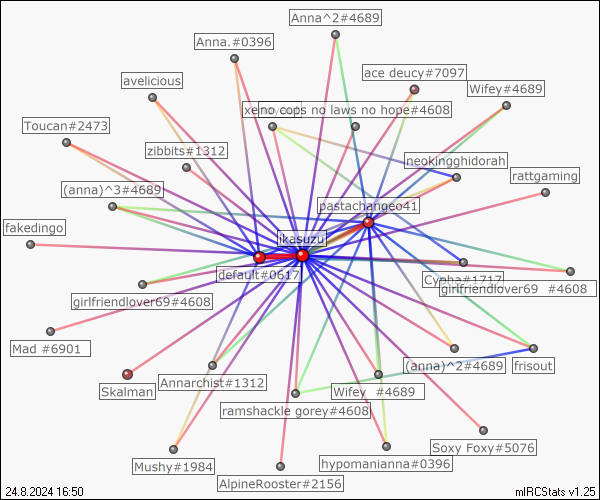 Anna^2#4689
Anna.#0396
ace deucy#7097
avelicious
Wifey#4689
xeno cops no laws no hope#4608
Toucan#2473
zibbits#1312
neokingghidorah
(anna)^3#4689
rattgaming
pastachangeo41
fakedingo
ikasuzu
default#0617
Cypha#1717
girlfriendlover69 #4608
girlfriendlover69#4608
Mad #6901
(anna)^2#4689
frisout
Skalman
Annarchist#1312
Wifey #4689
ramshackle gorey#4608
Soxy Foxy#5076
Mushy#1984
hypomanianna#0396
AlpineRooster#2156
24.8.2024 16:50
mIRCStats v1.25